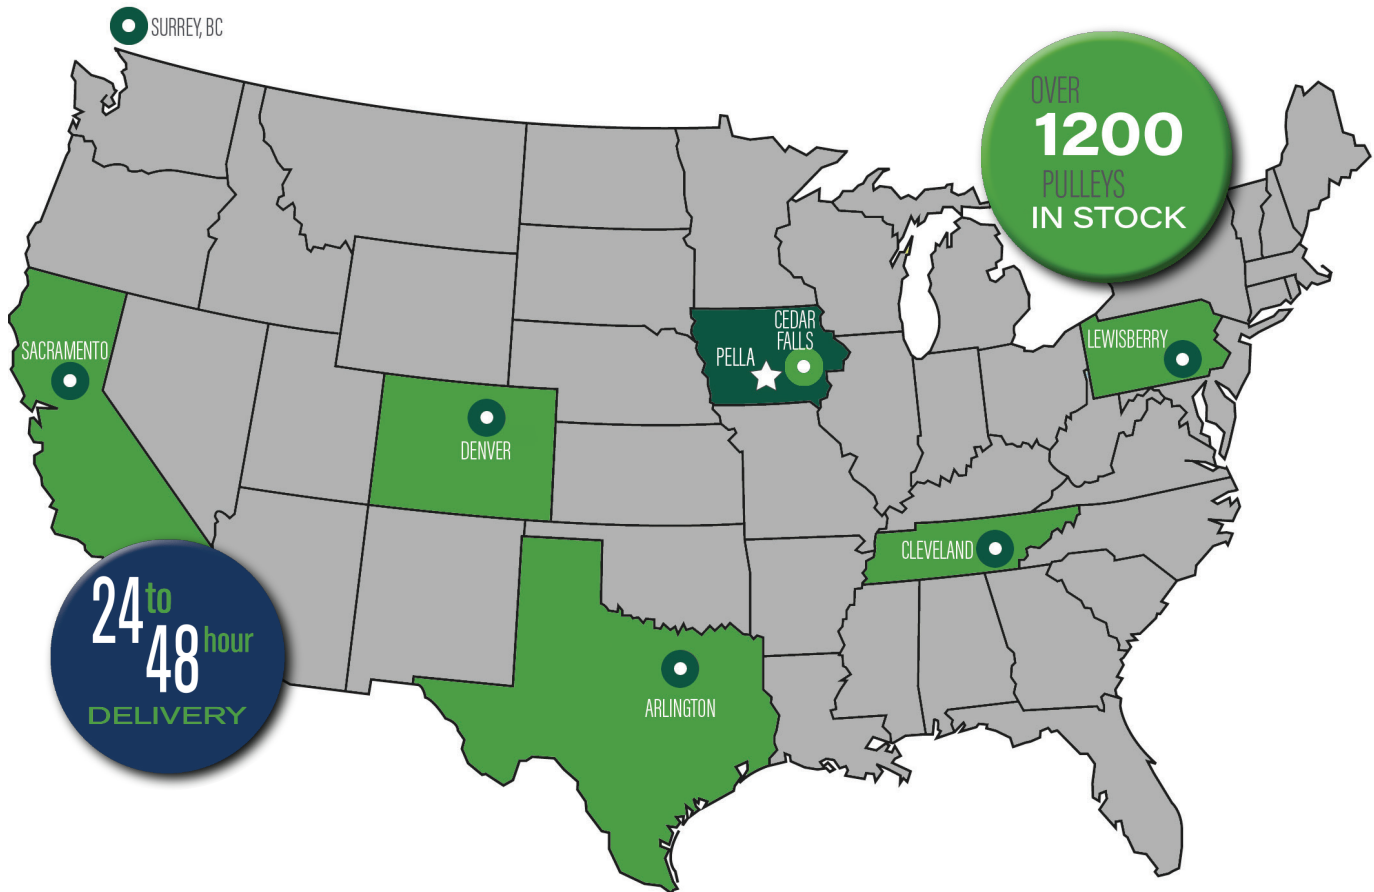 SURREY, BC
OVER
1200
PULLEYS
IN STOCK
CEDAR
FALLS
PELLA
LEWISBERRY
SACRAMENTO
DENVER
CLEVELAND
ARLINGTON
24 to
48 hour
DELIVERY